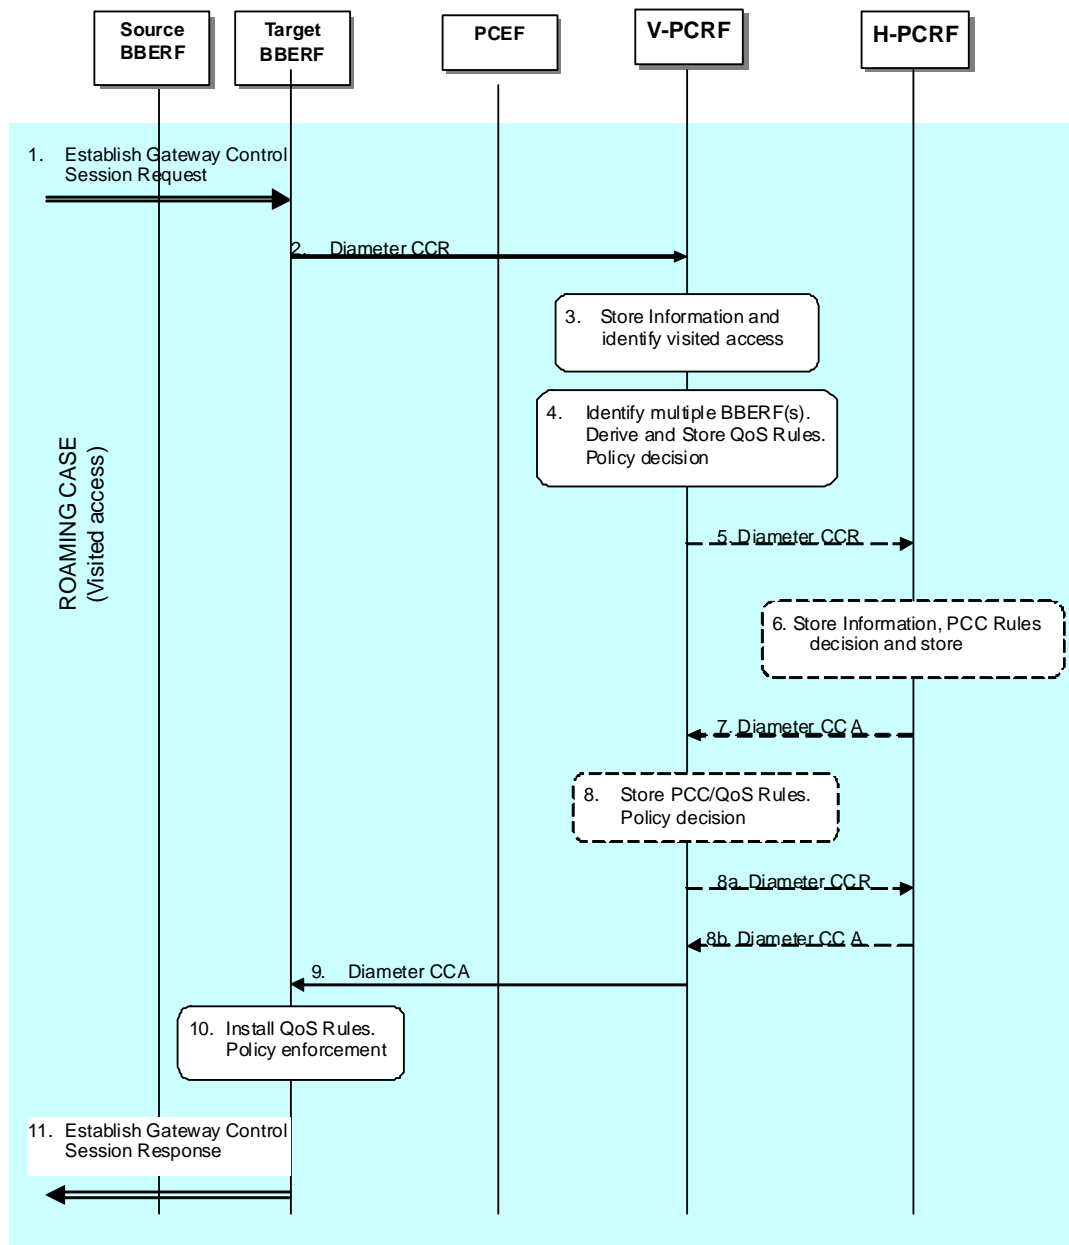 Source
BBERF
Target
BBERF
PCEF
V-PCRF
H-PCRF
1. Establish Gateway Control
Session Request
2. Diameter CCR
3. Store Information and
identify visited access
4. Identify multiple BBERF(s).
Derive and Store QoS Rules.
Policy decision
ROAMING CASE
(Visited access)
5. Diameter CCR
6. Store Information, PCC Rules
decision and store
7. Diameter CCA
8. Store PCC/QoS Rules.
Policy decision
8a. Diameter CCR
8b. Diameter CCA
9. Diameter CCA
10. Install QoS Rules.
Policy enforcement
11. Establish Gateway Control
Session Response